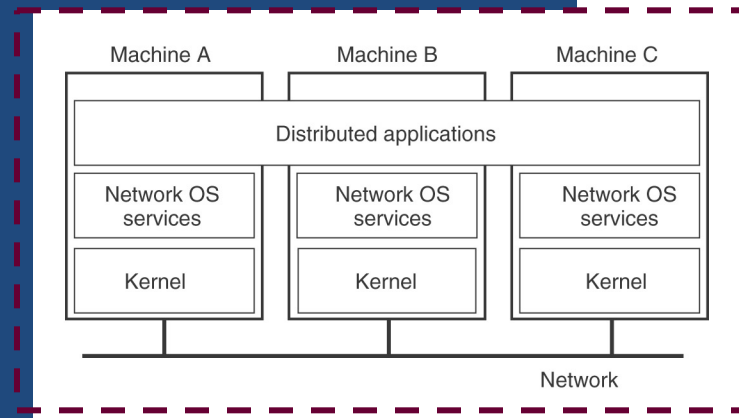 Machine A
Machine B
Machine C
Distributed applications
Network OS
services
Network OS
services
Network OS
services
Kernel
Kernel
Kernel
Network